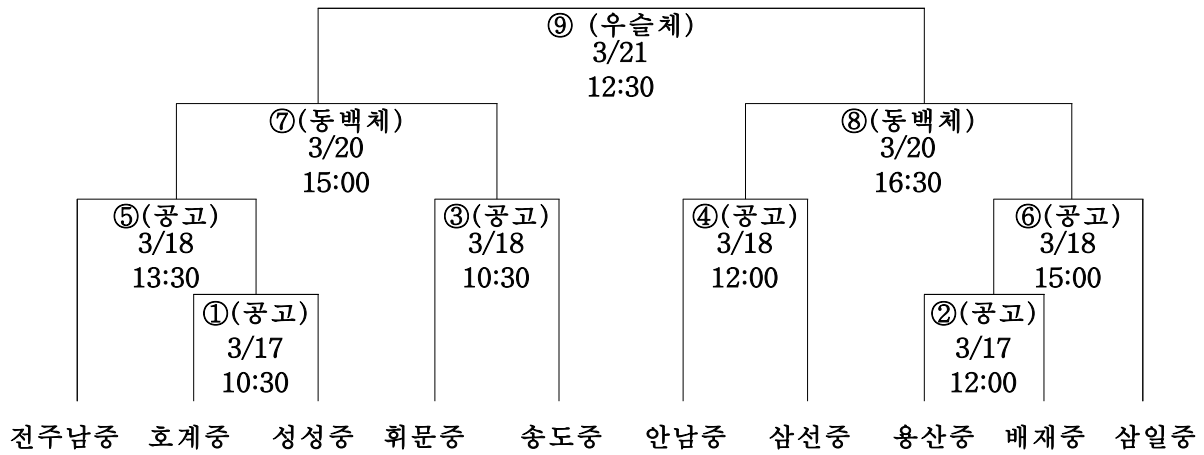 ⑨ (우슬체)
3/21
12:30
⑦(동백체)
3/20
15:00
⑧(동백체)
3/20
16:30
⑤(공고)
3/18
13:30
③(공고)
3/18
10:30
④(공고)
3/18
12:00
⑥(공고)
3/18
15:00
①(공고)
3/17
10:30
②(공고)
3/17
12:00
전주남중 호계중 성성중 휘문중 송도중 안남중 삼선중 용산중 배재중 삼일중